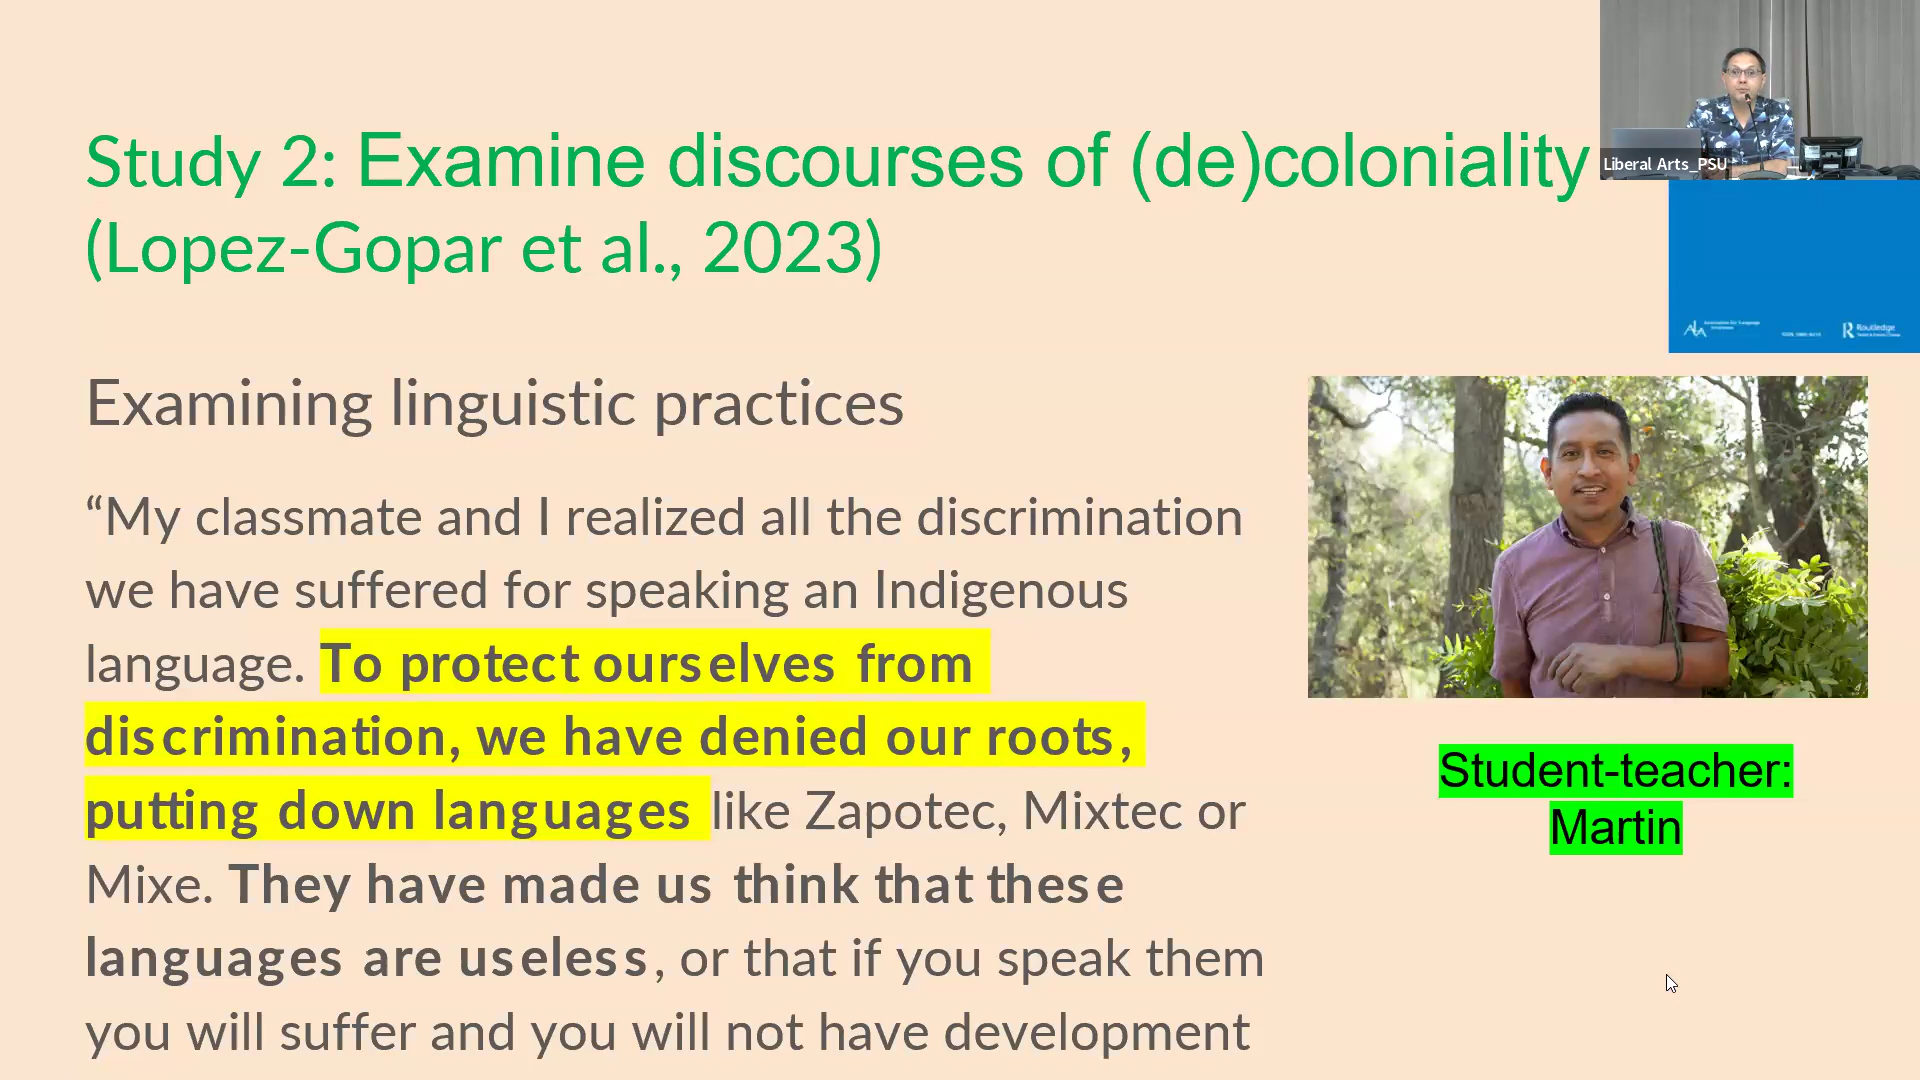 Study 2: Examine discourses of (de)coloniality
(Lopez-Gopar et al., 2023)
Liberal Arts_PSU
Routledge
Examining linguistic practices
“My classmate and I realized all the discrimination
we have suffered for speaking an Indigenous
language. To protect ourselves from
discrimination, we have denied our roots,
putting down languages like Zapotec, Mixtec or
Mixe. They have made us think that these
languages are useless, or that if you speak them
you will suffer and you will not have development
Student-teacher:
Martin